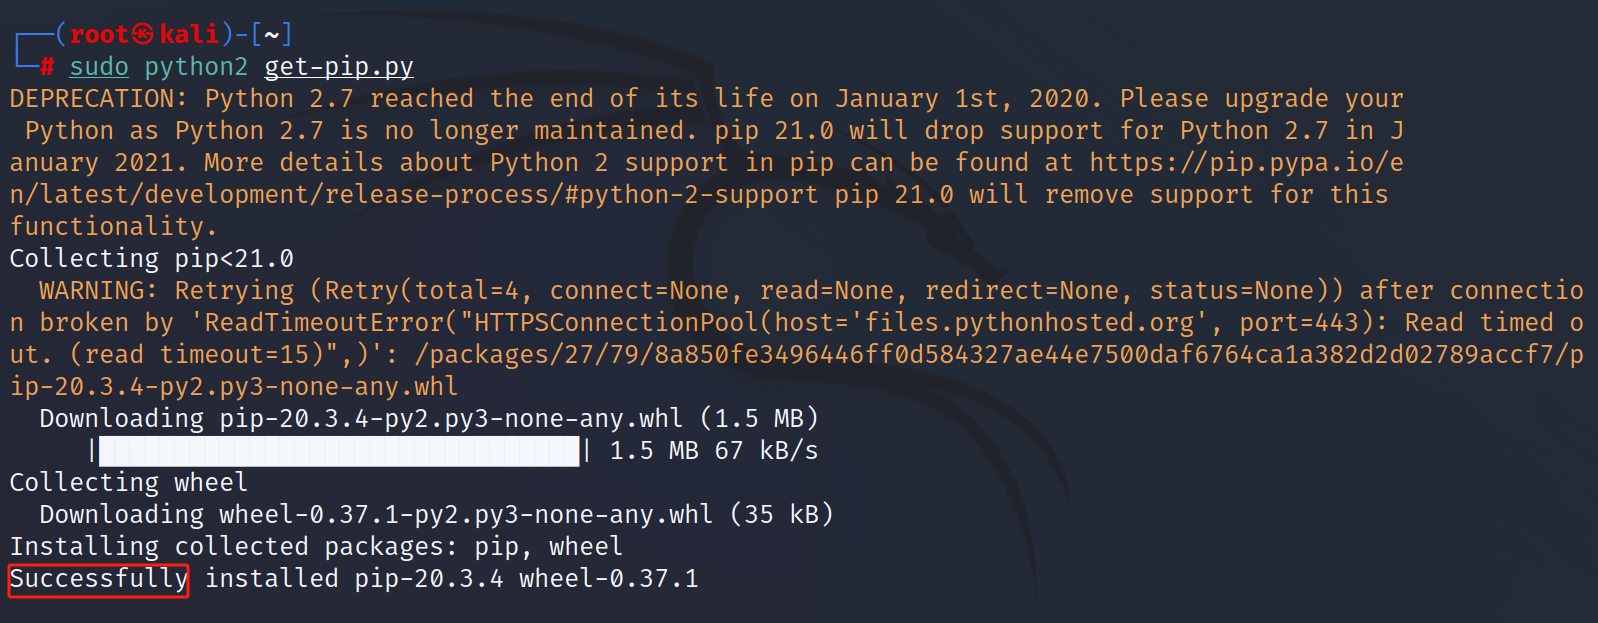 ┌──(root㉿kali)-[~]
└─# sudo python2 get-pip.py
DEPRECATION: Python 2.7 reached the end of its life on January 1st, 2020. Please upgrade your
 Python as Python 2.7 is no longer maintained. pip 21.0 will drop support for Python 2.7 in J
anuary 2021. More details about Python 2 support in pip can be found at https://pip.pypa.io/e
n/latest/development/release-process/#python-2-support pip 21.0 will remove support for this
functionality.
Collecting pip<21.0
  WARNING: Retrying (Retry(total=4, connect=None, read=None, redirect=None, status=None)) after connectio
n broken by 'ReadTimeoutError("HTTPSConnectionPool(host='files.pythonhosted.org', port=443): Read timed o
ut. (read timeout=15)",)': /packages/27/79/8a850fe3496446ff0d584327ae44e7500daf6764ca1a382d2d02789accf7/p
ip-20.3.4-py2.py3-none-any.whl
  Downloading pip-20.3.4-py2.py3-none-any.whl (1.5 MB)
     |████████████████████████████████| 1.5 MB 67 kB/s
Collecting wheel
  Downloading wheel-0.37.1-py2.py3-none-any.whl (35 kB)
Installing collected packages: pip, wheel
Successfully installed pip-20.3.4 wheel-0.37.1